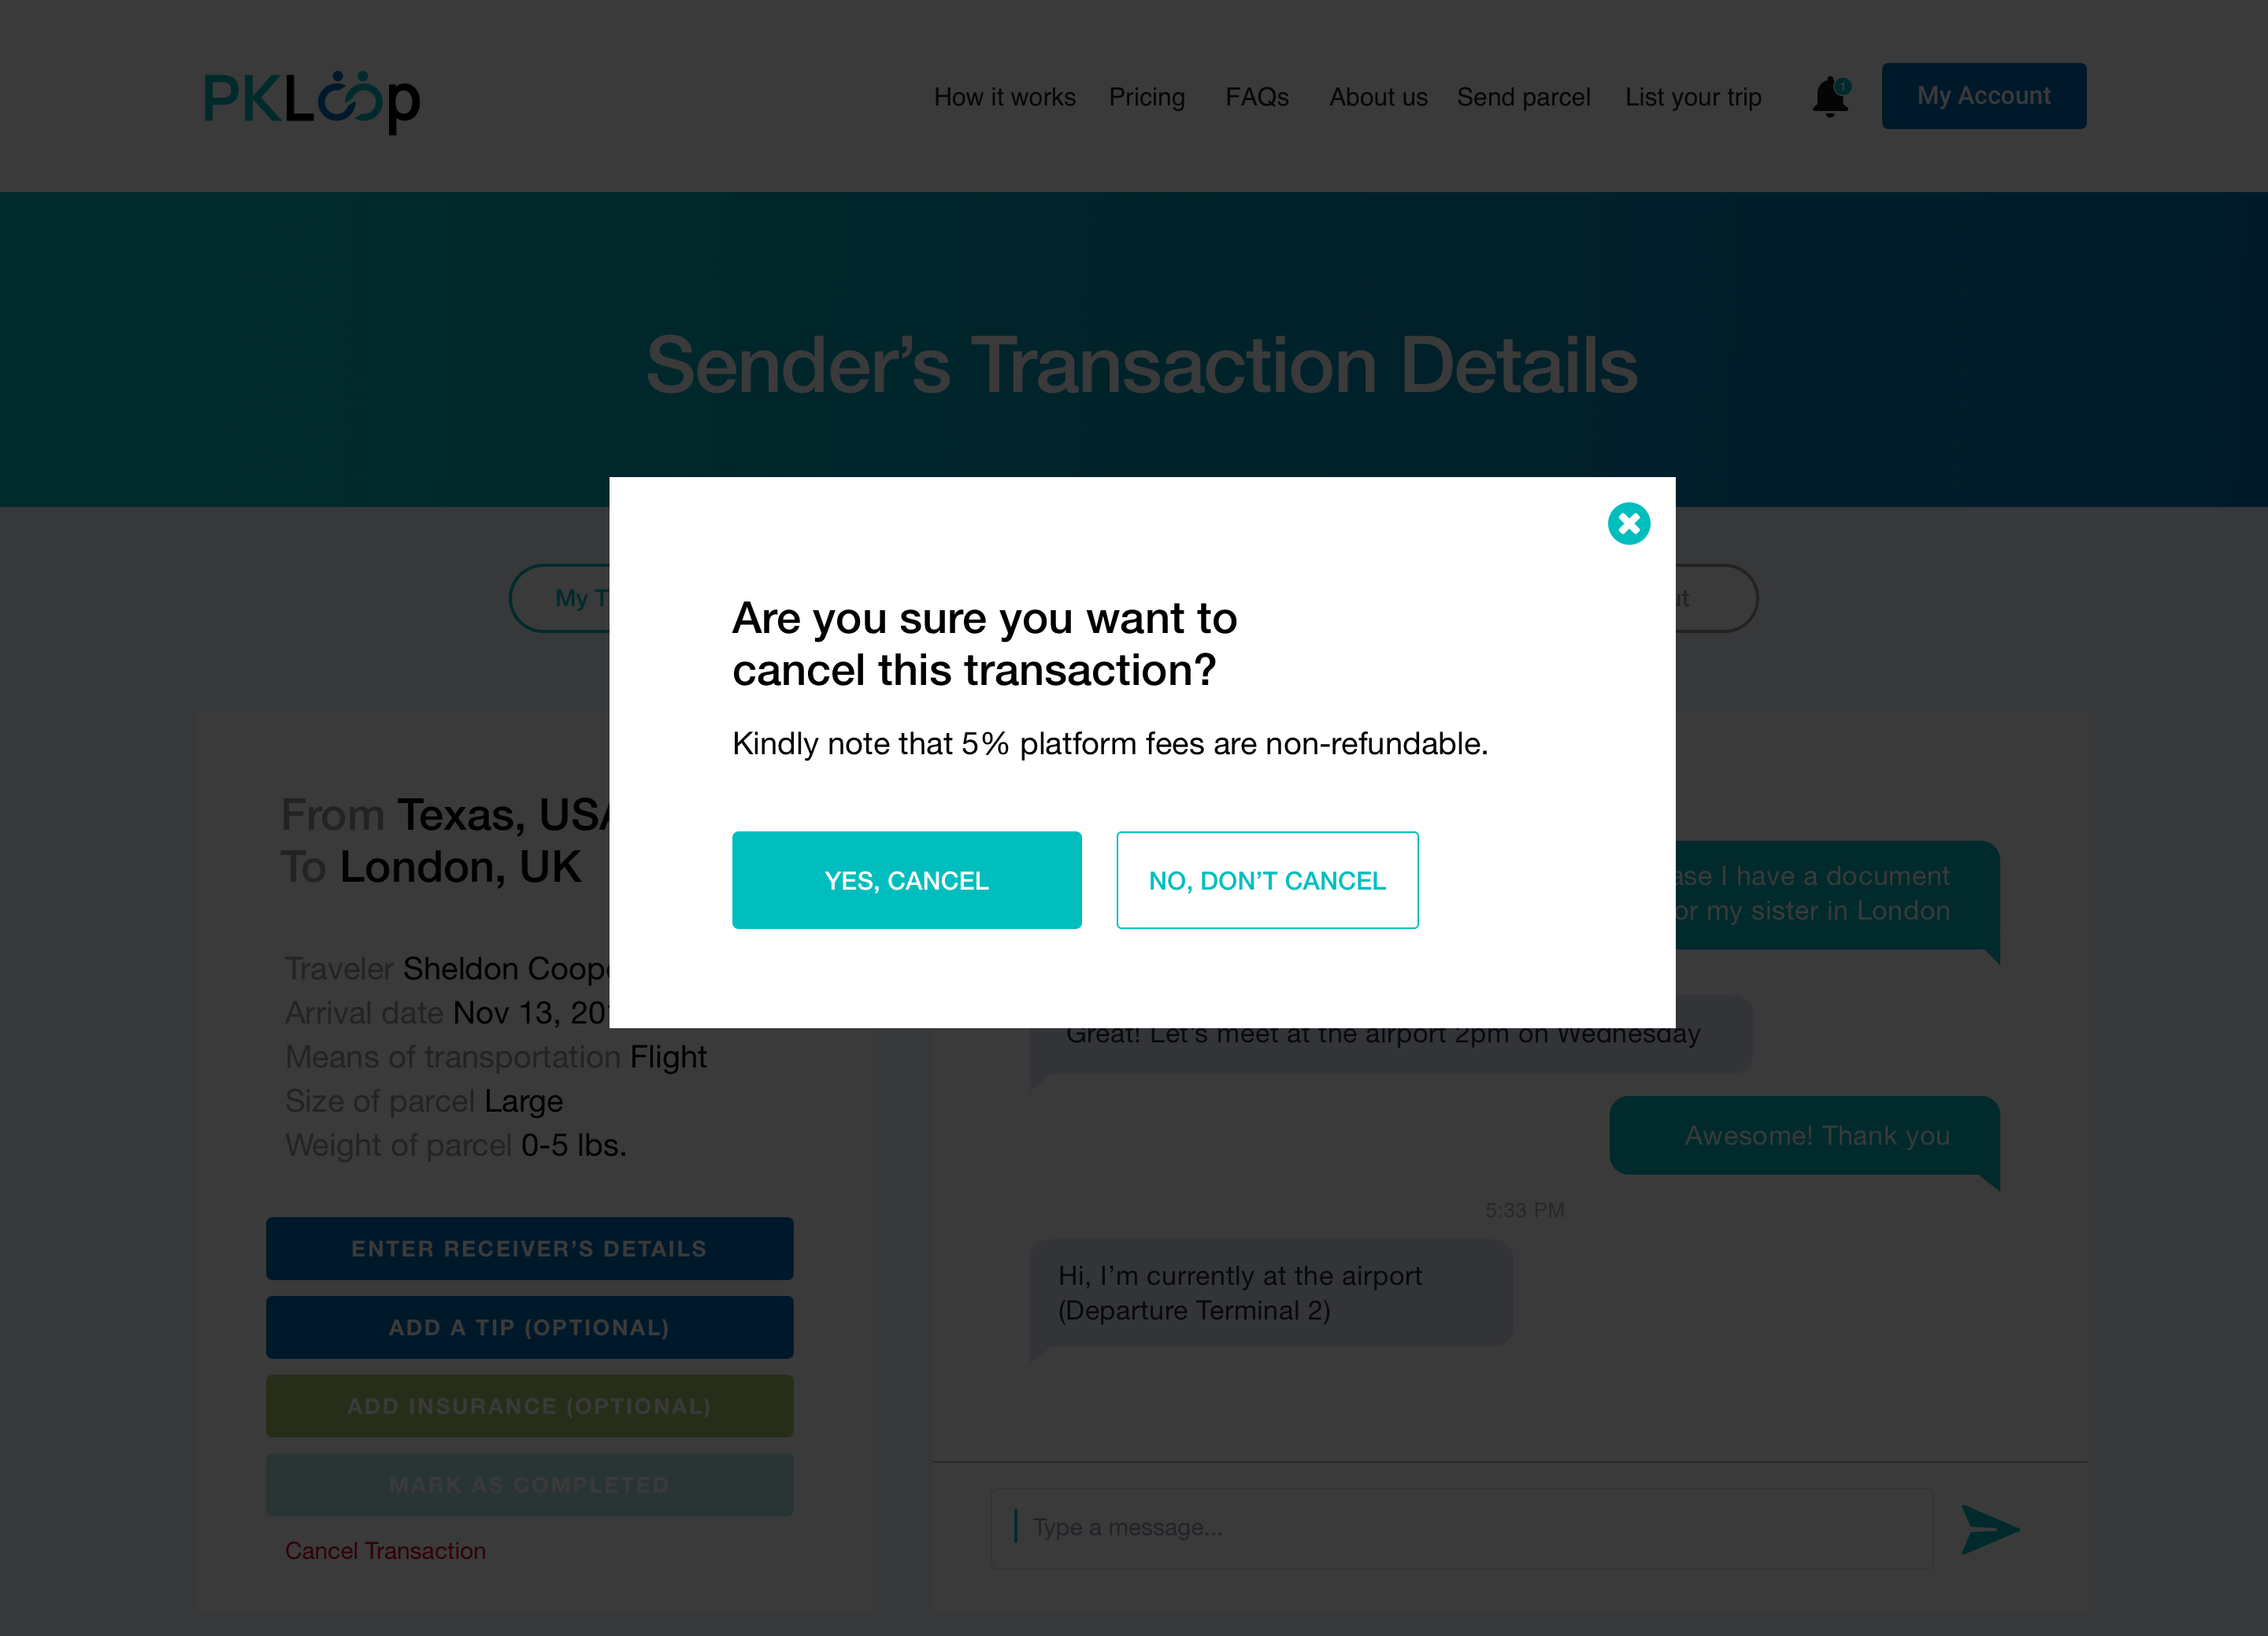 PKLööp
How it works Pricing FAQs About us Send parcel List your trip 1 My Account
Sender’s Transaction Details
My
Are you sure you want to
cancel this transaction?
Kindly note that 5% platform fees are non-refundable.
YES, CANCEL NO, DON’T CANCEL
From Texas, USA
To London, UK
Traveler Sheldon
Arrival date Nov 13,
Means of transportation Flight
Size of parcel Large
Weight of parcel 0-5 lbs.
ENTER RECEIVER’S DETAILS
ADD A TIP (OPTIONAL)
ADD INSURANCE (OPTIONAL)
MARK AS COMPLETED
Cancel Transaction
I have a document
my sister in London
Great! Let’s meet at the airport 2pm on Wednesday
Awesome! Thank you
5:33 PM
Hi, I’m currently at the airport
(Departure Terminal 2)
Type a message...